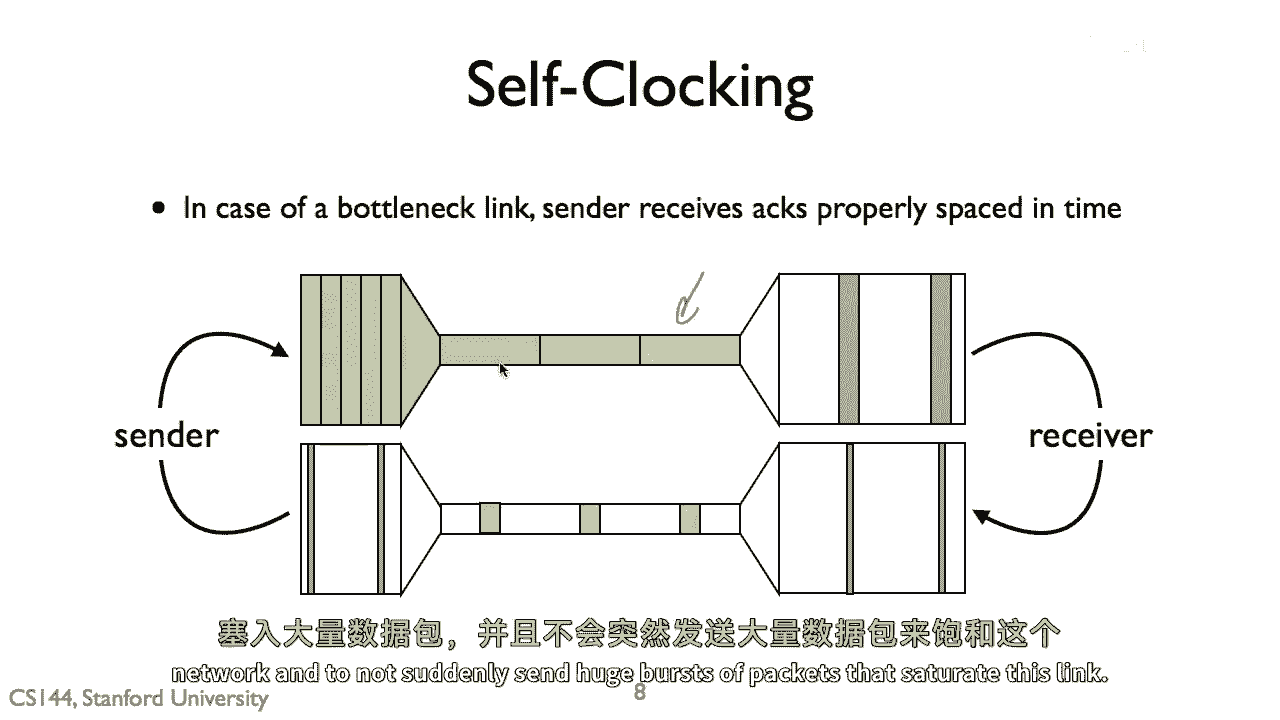 Self-Clocking
• In case of a bottleneck link, sender receives acks properly spaced in time
sender
receiver
塞入大量数据包，并且不会突然发送大量数据包来饱和这个
network and to not suddenly send huge bursts of packets that saturate this link.
CS144, Stanford University
8